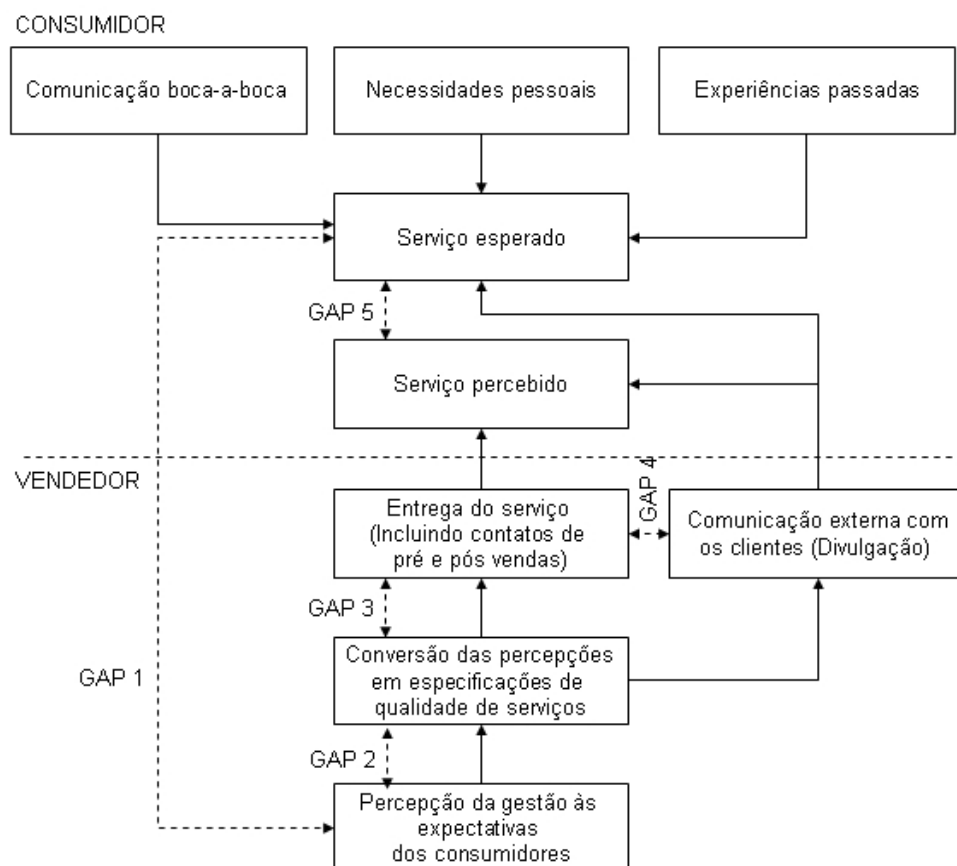 CONSUMIDOR
Comunicação boca-a-boca
Necessidades pessoais
Experiências passadas
Serviço esperado
GAP 5
Serviço percebido
VENDEDOR
Entrega do serviço
(Incluindo contatos de
pré e pós vendas)
GAP 4
Comunicação externa com
os clientes (Divulgação)
GAP 3
Conversão das percepções
em especificações de
qualidade de serviços
GAP 1
GAP 2
Percepção da gestão às
expectativas
dos consumidores